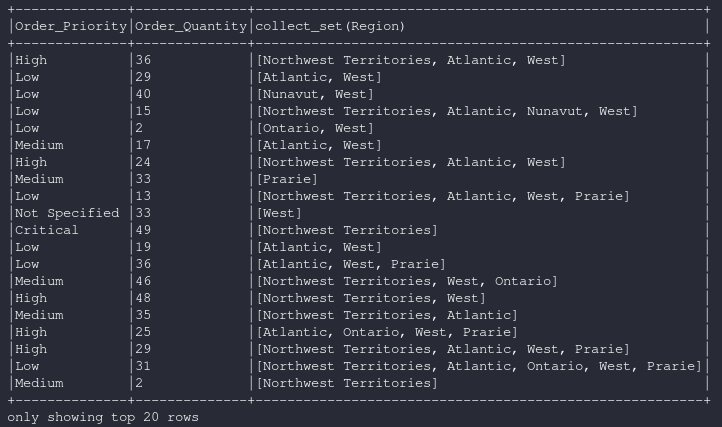 +--------------+--------------+--------------------------------------------------------+
|Order_Priority|Order_Quantity|collect_set(Region)                                     |
+--------------+--------------+--------------------------------------------------------+
|High          |36            |[Northwest Territories, Atlantic, West]                 |
|Low           |29            |[Atlantic, West]                                        |
|Low           |40            |[Nunavut, West]                                         |
|Low           |15            |[Northwest Territories, Atlantic, Nunavut, West]        |
|Low           |2             |[Ontario, West]                                         |
|Medium        |17            |[Atlantic, West]                                        |
|High          |24            |[Northwest Territories, Atlantic, West]                 |
|Medium        |33            |[Prarie]                                                |
|Low           |13            |[Northwest Territories, Atlantic, West, Prarie]         |
|Not Specified |33            |[West]                                                  |
|Critical      |49            |[Northwest Territories]                                 |
|Low           |19            |[Atlantic, West]                                        |
|Low           |36            |[Atlantic, West, Prarie]                                |
|Medium        |46            |[Northwest Territories, West, Ontario]                  |
|High          |48            |[Northwest Territories, West]                           |
|Medium        |35            |[Northwest Territories, Atlantic]                       |
|High          |25            |[Atlantic, Ontario, West, Prarie]                       |
|High          |29            |[Northwest Territories, Atlantic, West, Prarie]         |
|Low           |31            |[Northwest Territories, Atlantic, Ontario, West, Prarie]|
|Medium        |2             |[Northwest Territories]                                 |
+--------------+--------------+--------------------------------------------------------+
only showing top 20 rows